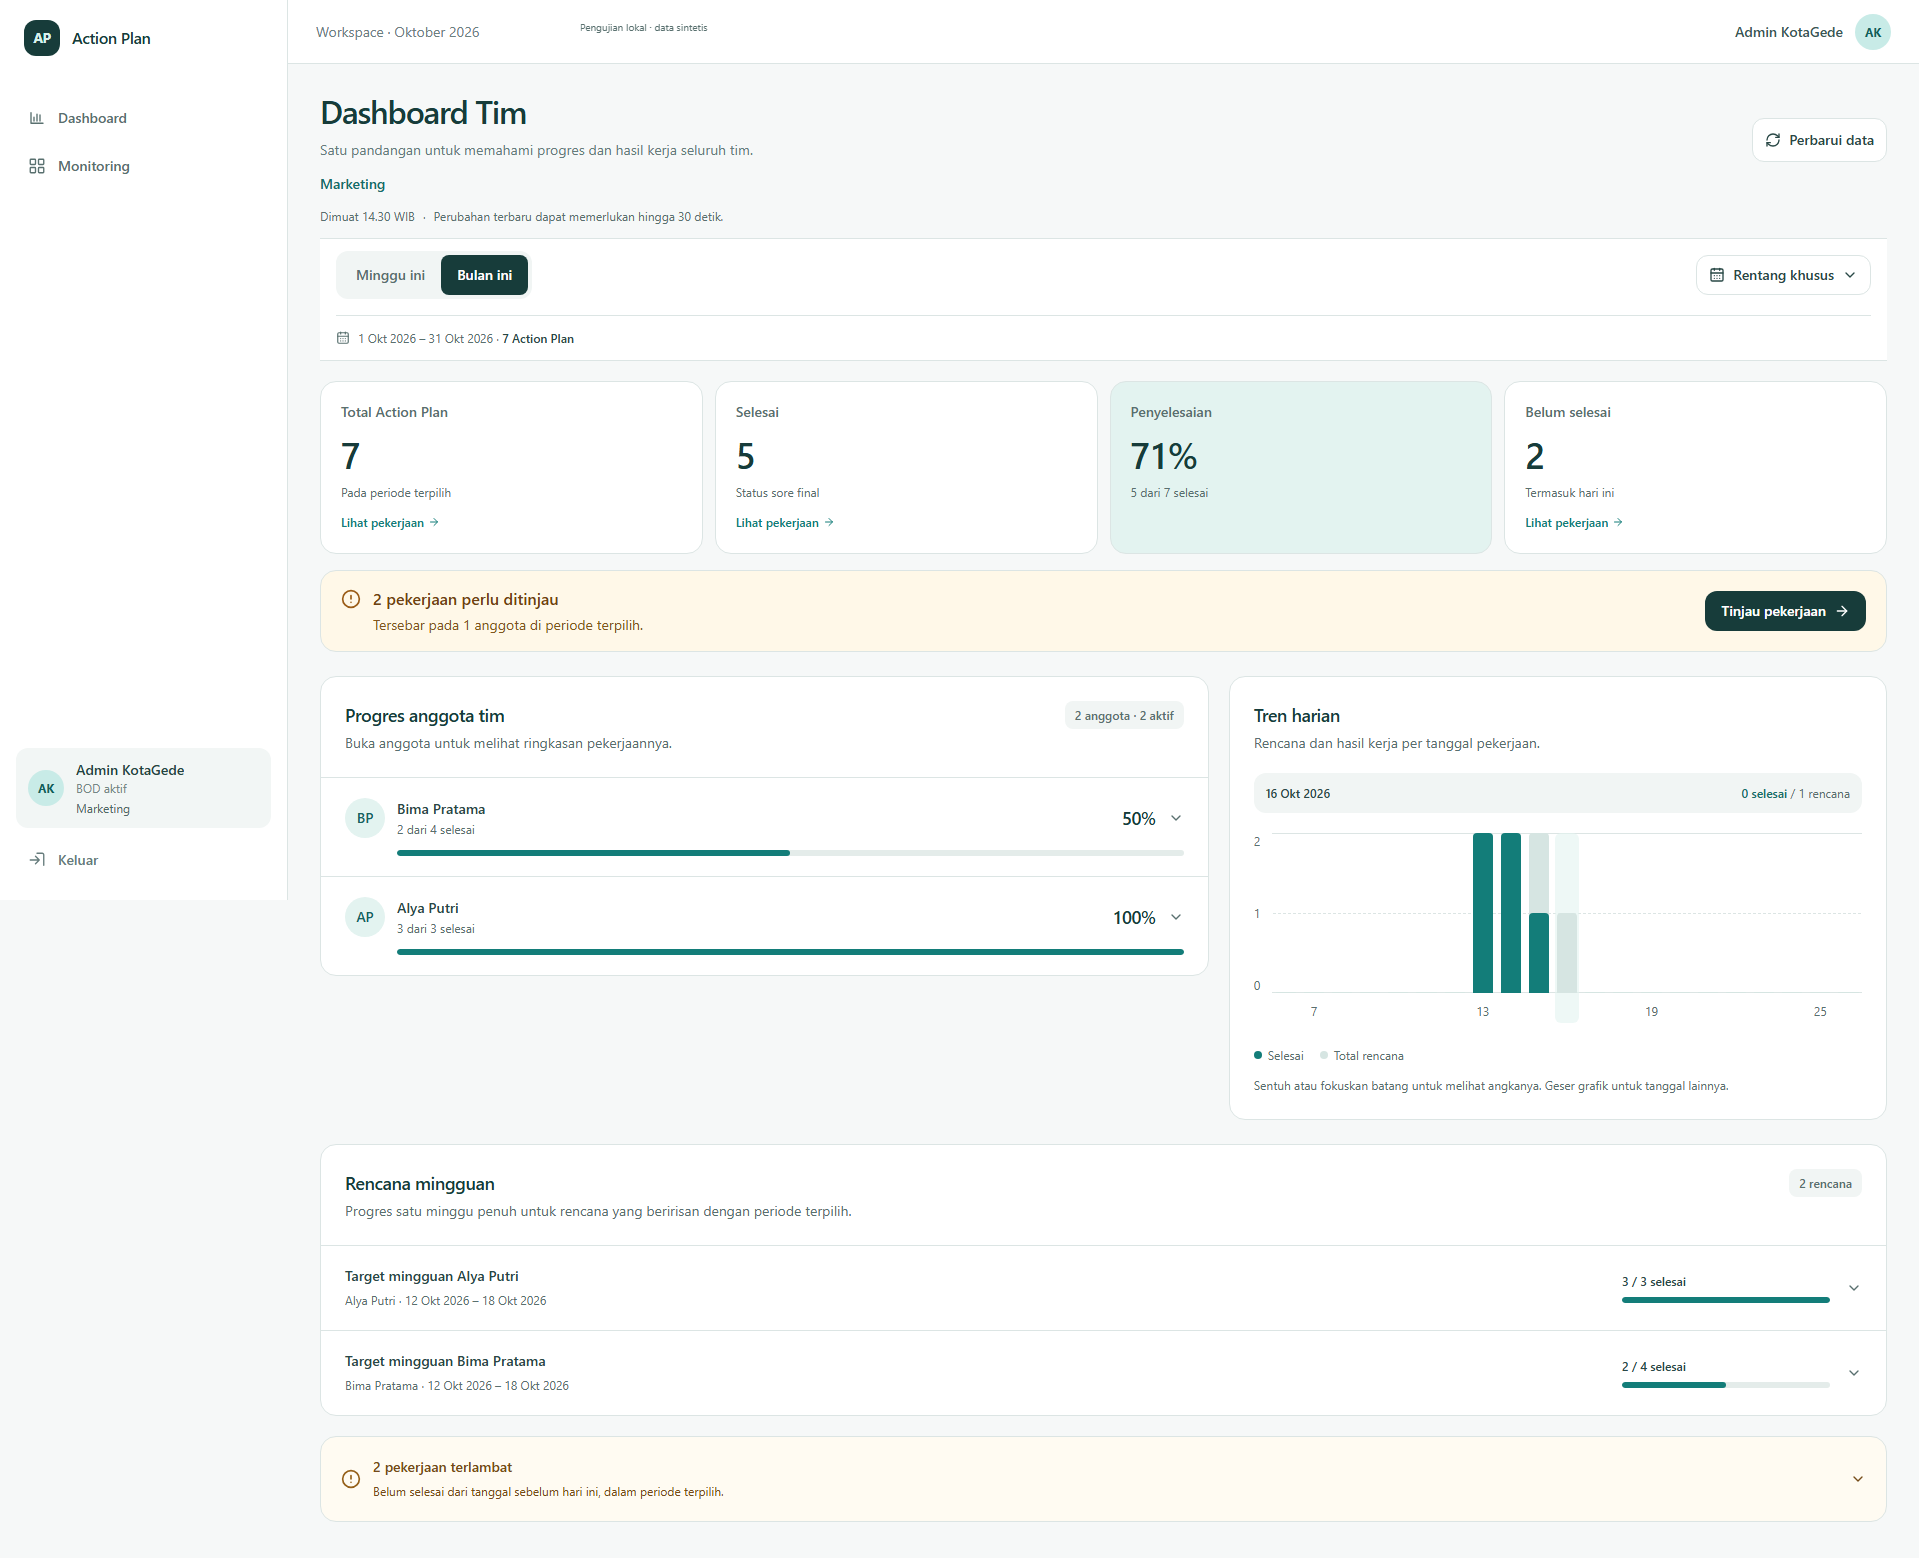 AP Action Plan
Dashboard
Monitoring
AK
Admin KotaGede
BOD aktif
Marketing
Keluar
Workspace · Oktober 2026
Pengujian lokal · data sintetis
Admin KotaGede AK
Dashboard Tim
Satu pandangan untuk memahami progres dan hasil kerja seluruh tim.
Marketing
Dimuat 14.30 WIB · Perubahan terbaru dapat memerlukan hingga 30 detik.
Perbarui data
Minggu ini Bulan ini
Rentang khusus
1 Okt 2026 – 31 Okt 2026 · 7 Action Plan
Total Action Plan
7
Pada periode terpilih
Lihat pekerjaan →
Selesai
5
Status sore final
Lihat pekerjaan →
Penyelesaian
71%
5 dari 7 selesai
Belum selesai
2
Termasuk hari ini
Lihat pekerjaan →
2 pekerjaan perlu ditinjau
Tersebar pada 1 anggota di periode terpilih.
Tinjau pekerjaan →
Progres anggota tim
Buka anggota untuk melihat ringkasan pekerjaannya.
2 anggota · 2 aktif
BP
Bima Pratama
2 dari 4 selesai
50%
AP
Alya Putri
3 dari 3 selesai
100%
Tren harian
Rencana dan hasil kerja per tanggal pekerjaan.
16 Okt 2026 0 selesai / 1 rencana
2
1
0
7 13 19 25
Selesai Total rencana
Sentuh atau fokuskan batang untuk melihat angkanya. Geser grafik untuk tanggal lainnya.
Rencana mingguan
Progres satu minggu penuh untuk rencana yang beririsan dengan periode terpilih.
2 rencana
Target mingguan Alya Putri
Alya Putri · 12 Okt 2026 – 18 Okt 2026
3 / 3 selesai
Target mingguan Bima Pratama
Bima Pratama · 12 Okt 2026 – 18 Okt 2026
2 / 4 selesai
2 pekerjaan terlambat
Belum selesai dari tanggal sebelum hari ini, dalam periode terpilih.